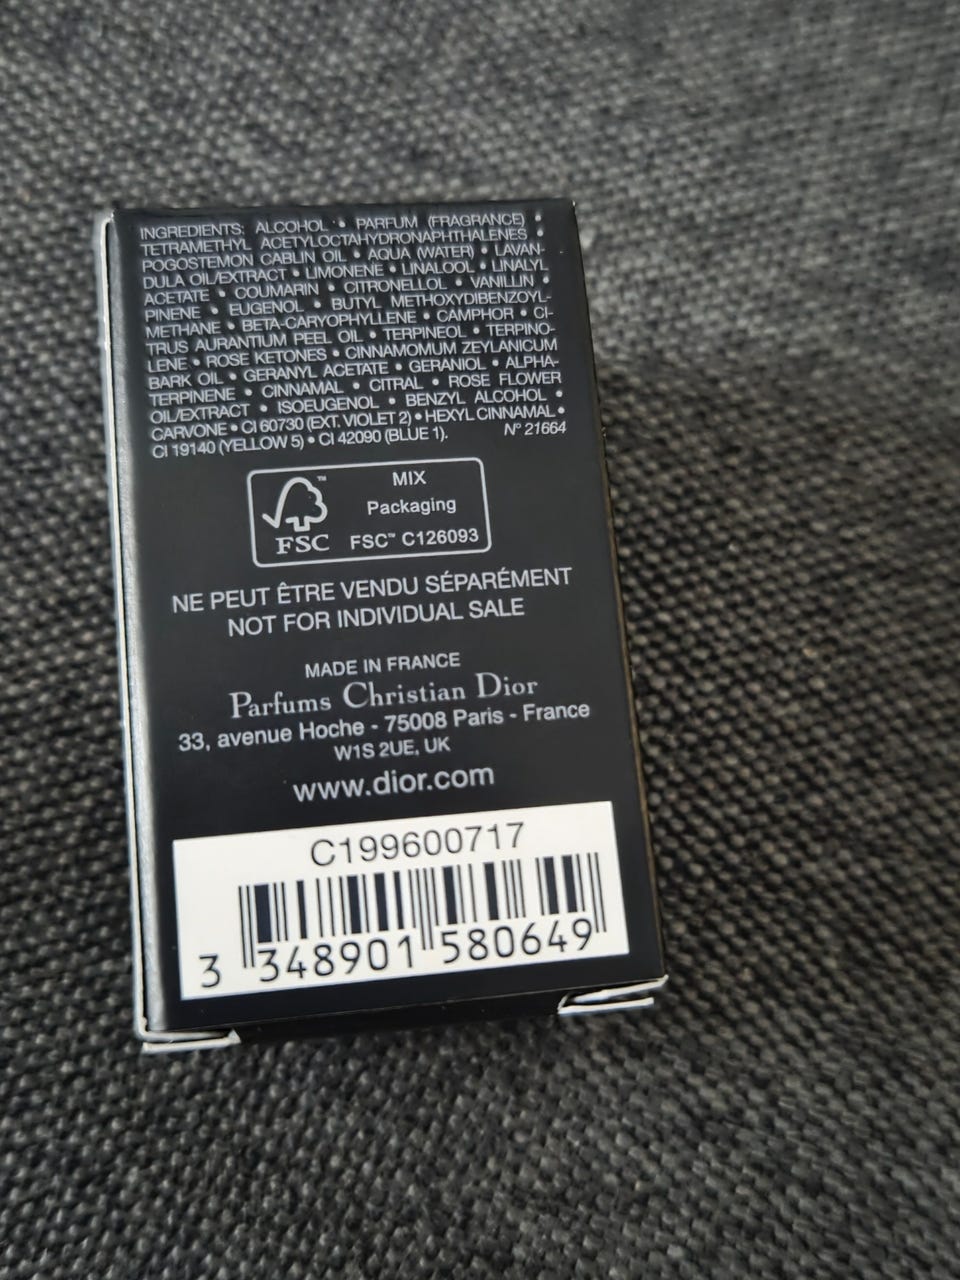 INGREDIENTS: ALCOHOL • PARFUM (FRAGRANCE) •
TETRAMETHYL ACETYLOCTAHYDRONAPHTHALENES •
POGOSTEMON CABLIN OIL • AQUA (WATER) • LAVAN-
DULA OIL/EXTRACT • LIMONENE • LINALOOL • LINALYL
ACETATE • COUMARIN • CITRONELLOL • VANILLIN •
PINENE • EUGENOL • BUTYL METHOXYDIBENZOYL-
METHANE • BETA-CARYOPHYLLENE • CAMPHOR • CI-
TRUS AURANTIUM PEEL OIL • TERPINEOL • TERPINO-
LENE • ROSE KETONES • CINNAMOMUM ZEYLANICUM
BARK OIL • GERANYL ACETATE • GERANIOL • ALPHA-
TERPINENE • CINNAMAL • CITRAL • ROSE FLOWER
OIL/EXTRACT • ISOEUGENOL • BENZYL ALCOHOL •
CARVONE • CI 60730 (EXT. VIOLET 2) • HEXYL CINNAMAL •
CI 19140 (YELLOW 5) • CI 42090 (BLUE 1). N° 21664
MIX
Packaging
FSC™ C126093
FSC™
NE PEUT ÊTRE VENDU SÉPARÉMENT
NOT FOR INDIVIDUAL SALE
MADE IN FRANCE
Parfums Christian Dior
33, avenue Hoche - 75008 Paris - France
W1S 2UE, UK
www.dior.com
C199600717
3 348901 580649